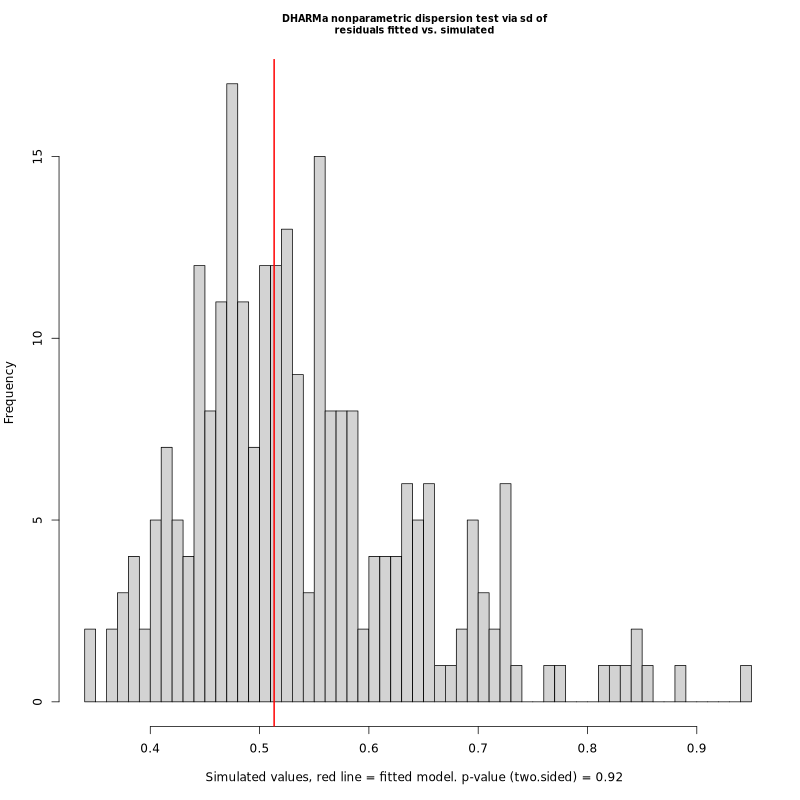 DHARMa nonparametric dispersion test via sd of
residuals fitted vs. simulated
Frequency
15
10
5
0
0.4 0.5 0.6 0.7 0.8 0.9
Simulated values, red line = fitted model. p-value (two.sided) = 0.92